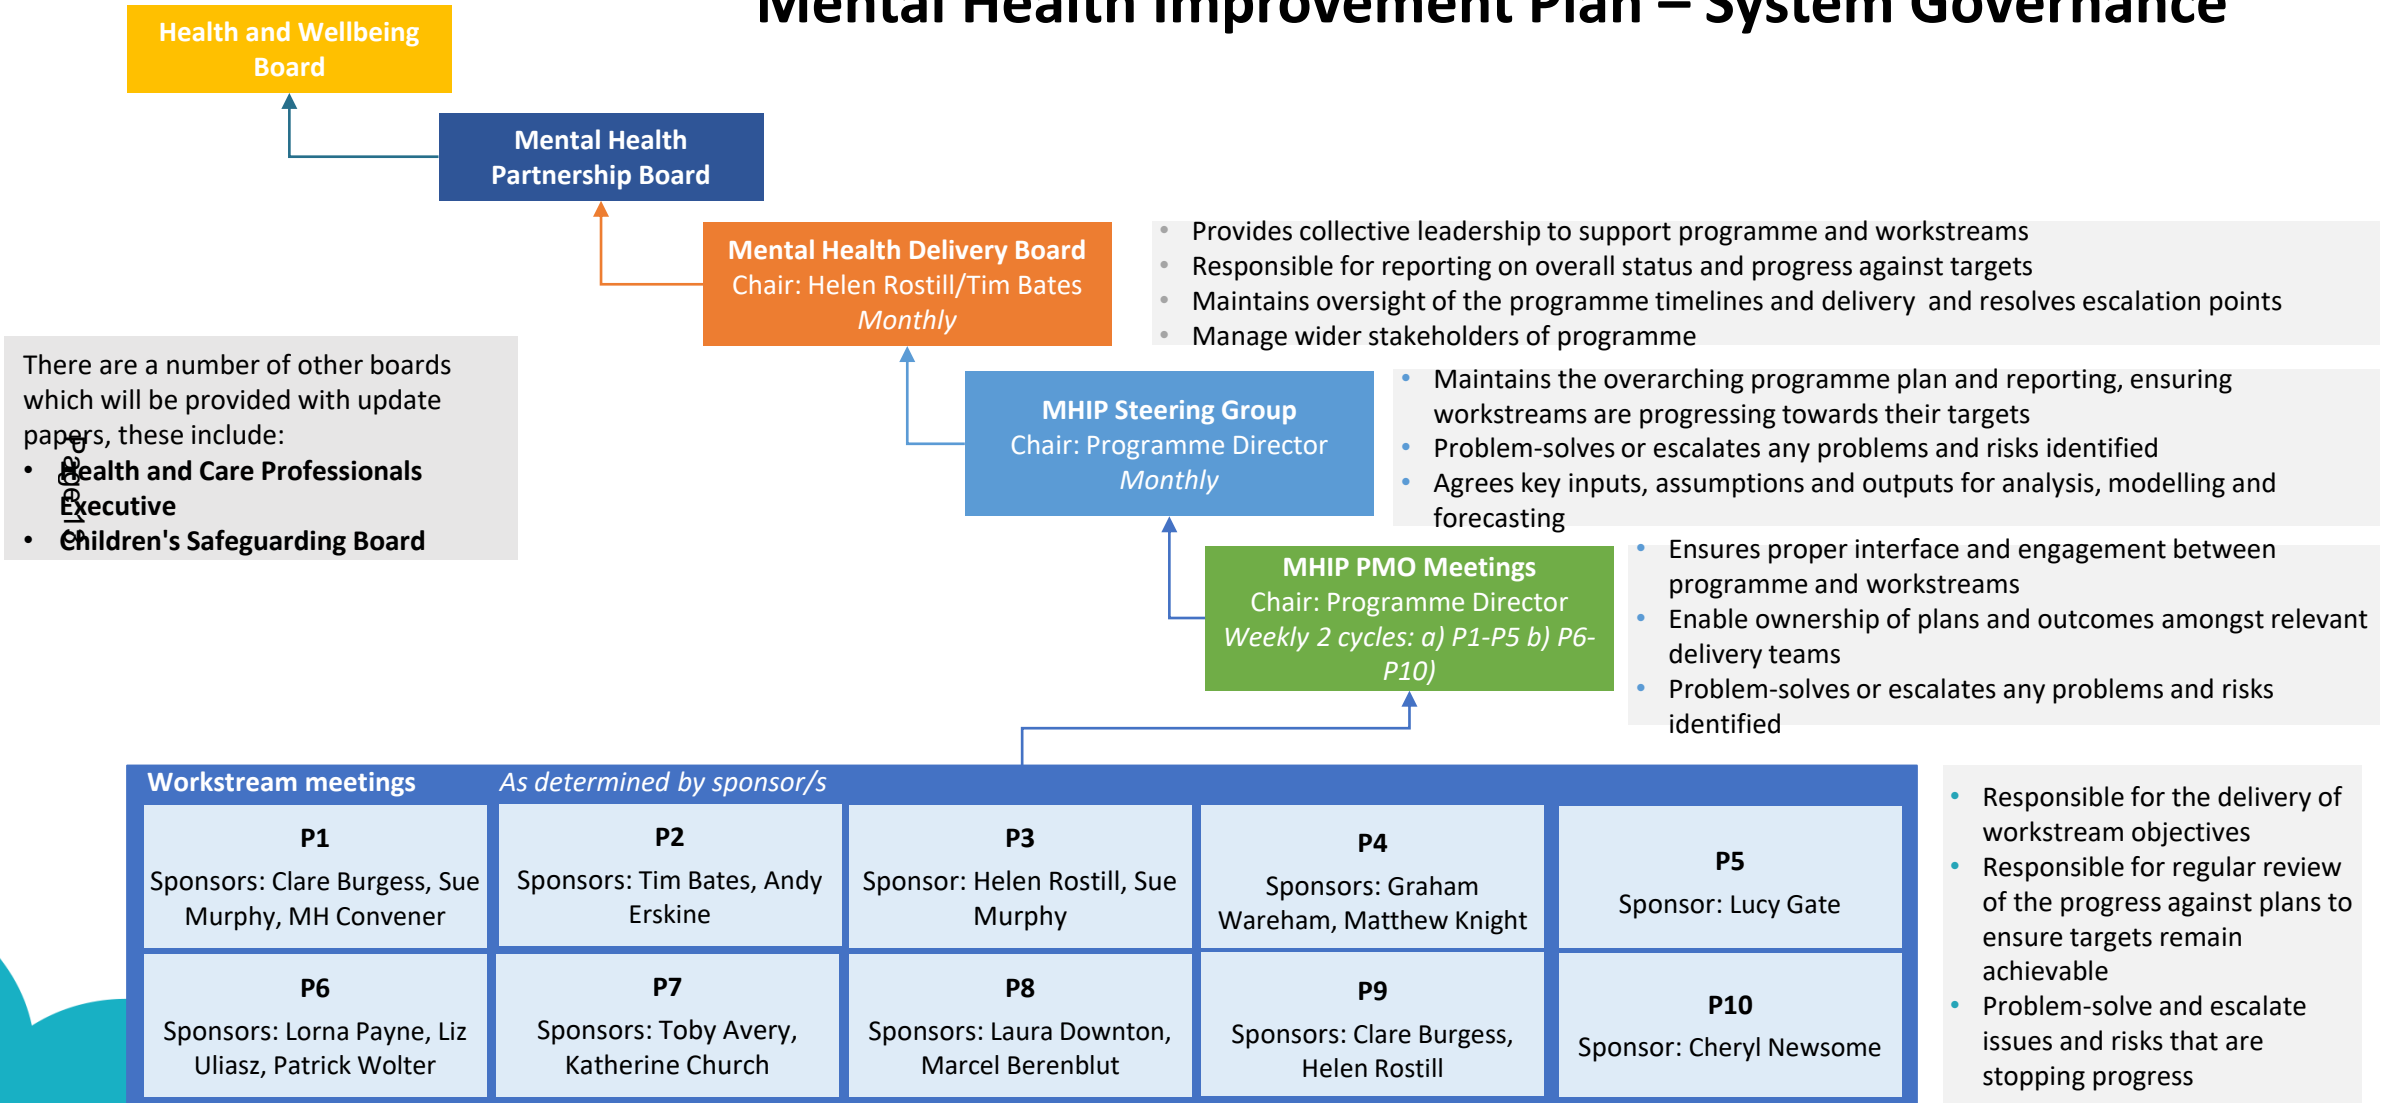 Mental Health Improvement Plan – System Governance
Health and Wellbeing
Board
Mental Health
Partnership Board
Mental Health Delivery Board
Chair: Helen Rostill/Tim Bates
Monthly
• Provides collective leadership to support programme and workstreams
• Responsible for reporting on overall status and progress against targets
• Maintains oversight of the programme timelines and delivery  and resolves escalation points
• Manage wider stakeholders of programme
There are a number of other boards
which will be provided with update
papers, these include:
• Health and Care Professionals
Executive
• Children's Safeguarding Board
Page 13
MHIP Steering Group
Chair: Programme Director
Monthly
• Maintains the overarching programme plan and reporting, ensuring
workstreams are progressing towards their targets
• Problem-solves or escalates any problems and risks identified
• Agrees key inputs, assumptions and outputs for analysis, modelling and
forecasting
MHIP PMO Meetings
Chair: Programme Director
Weekly 2 cycles: a) P1-P5 b) P6-
P10)
• Ensures proper interface and engagement between
programme and workstreams
• Enable ownership of plans and outcomes amongst relevant
delivery teams
• Problem-solves or escalates any problems and risks
identified
Workstream meetings As determined by sponsor/s
P1
Sponsors: Clare Burgess, Sue
Murphy, MH Convener
P2
Sponsors: Tim Bates, Andy
Erskine
P3
Sponsor: Helen Rostill, Sue
Murphy
P4
Sponsors: Graham
Wareham, Matthew Knight
P5
Sponsor: Lucy Gate
P6
Sponsors: Lorna Payne, Liz
Uliasz, Patrick Wolter
P7
Sponsors: Toby Avery,
Katherine Church
P8
Sponsors: Laura Downton,
Marcel Berenblut
P9
Sponsors: Clare Burgess,
Helen Rostill
P10
Sponsor: Cheryl Newsome
• Responsible for the delivery of
workstream objectives
• Responsible for regular review
of the progress against plans to
ensure targets remain
achievable
• Problem-solve and escalate
issues and risks that are
stopping progress